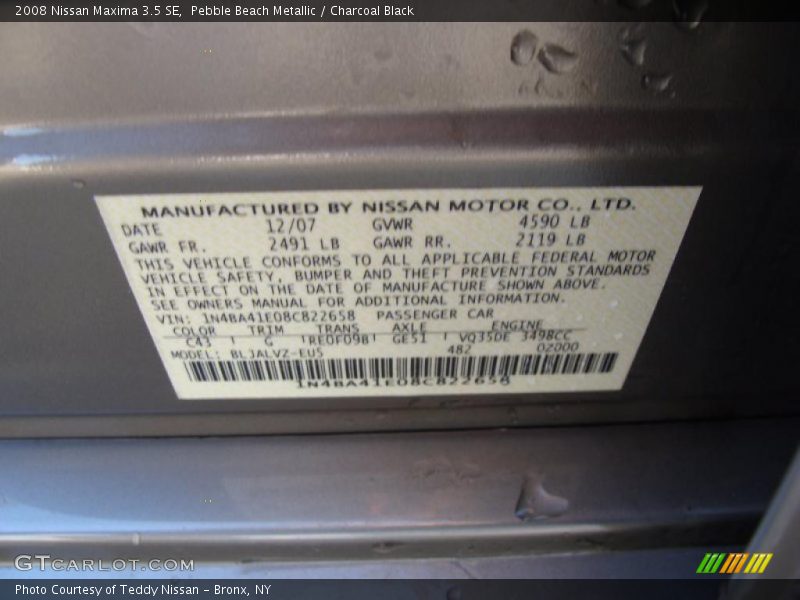 2008 Nissan Maxima 3.5 SE, Pebble Beach Metallic / Charcoal Black
MANUFACTURED BY NISSAN MOTOR CO., LTD.
DATE 12/07 GVWR 4590 LB
GAWR FR. 2491 LB GAWR RR. 2119 LB
THIS VEHICLE CONFORMS TO ALL APPLICABLE FEDERAL MOTOR
VEHICLE SAFETY, BUMPER AND THEFT PREVENTION STANDARDS
IN EFFECT ON THE DATE OF MANUFACTURE SHOWN ABOVE.
SEE OWNERS MANUAL FOR ADDITIONAL INFORMATION.
VIN: 1N4BA41E08C822658 PASSENGER CAR
COLOR TRIM TRANS AXLE ENGINE
C43 G RE0F09B GE51 VQ35DE 3498CC
MODEL: BLJALVZ-EU5 482 0Z000
1N4BA41E08C822658
GTCARLOT.COM
Photo Courtesy of Teddy Nissan - Bronx, NY